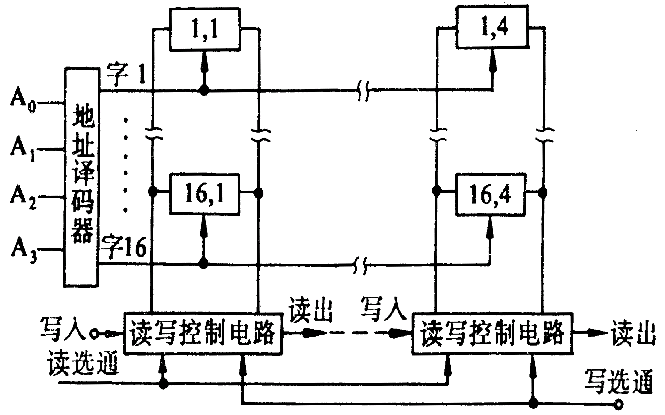 1,1
1,4
字 1
A0
A1
A2
A3
地址译码器
16,1
16,4
字16
读出
写入
写入
读写控制电路
读写控制电路
读出
读选通
写选通